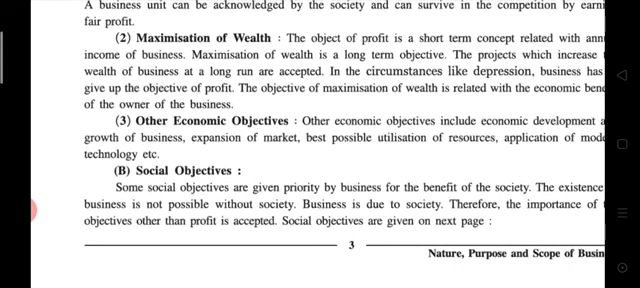 A business unit can be acknowledged by the society and can survive in the competition by
fair profit.
(2) Maximisation of Wealth : The object of profit is a short term concept related with
income of business. Maximisation of wealth is a long term objective. The projects which increase
wealth of business at a long run are accepted. In the circumstances like depression, business has
give up the objective of profit. The objective of maximisation of wealth is related with the economic
of the owner of the business.
(3) Other Economic Objectives : Other economic objectives include economic development
growth of business, expansion of market, best possible utilisation of resources, application of
technology etc.
(B) Social Objectives :
Some social objectives are given priority by business for the benefit of the society. The existence
business is not possible without society. Business is due to society. Therefore, the importance of
objectives other than profit is accepted. Social objectives are given on next page :
3
Nature, Purpose and Scope of